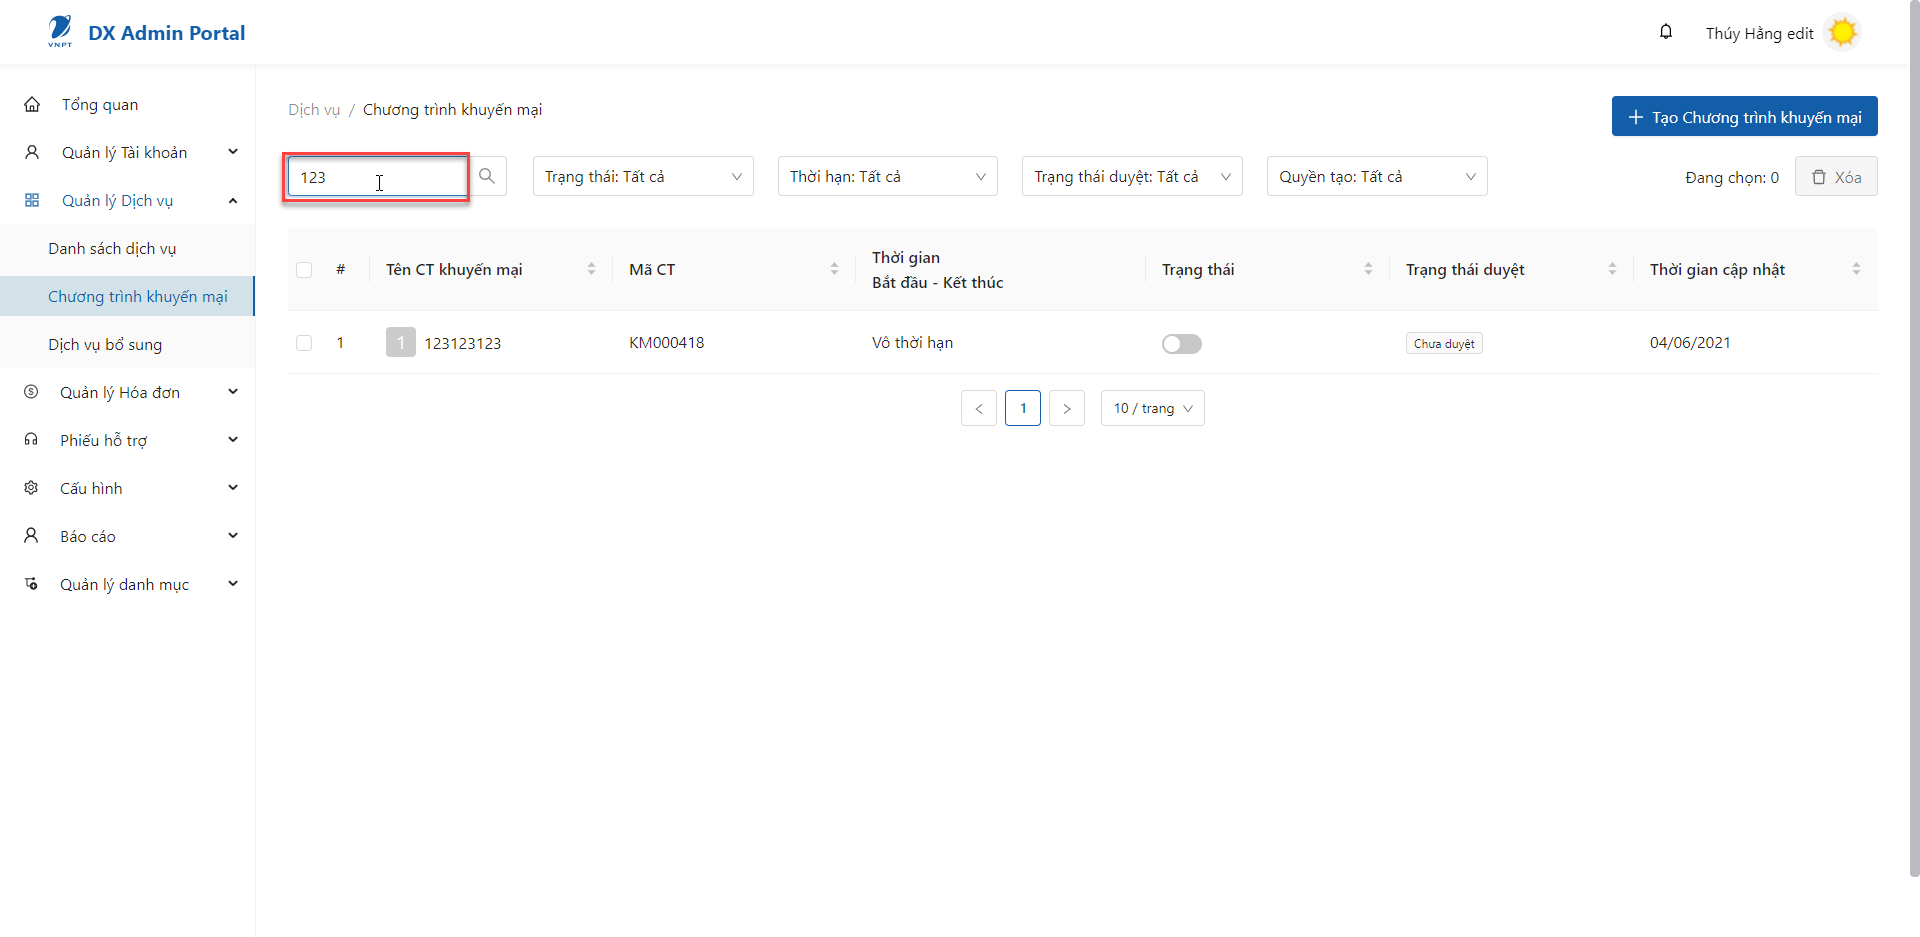 VNPT
DX Admin Portal
Thúy Hằng edit
Tổng quan
Quản lý Tài khoản
Quản lý Dịch vụ
Danh sách dịch vụ
Chương trình khuyến mại
Dịch vụ bổ sung
Quản lý Hóa đơn
Phiếu hỗ trợ
Cấu hình
Báo cáo
Quản lý danh mục
Dịch vụ / Chương trình khuyến mại
+ Tạo Chương trình khuyến mại
123
Trạng thái: Tất cả
Thời hạn: Tất cả
Trạng thái duyệt: Tất cả
Quyền tạo: Tất cả
Đang chọn: 0
Xóa
#
Tên CT khuyến mại
Mã CT
Thời gian
Bắt đầu - Kết thúc
Trạng thái
Trạng thái duyệt
Thời gian cập nhật
1
1
123123123
KM000418
Vô thời hạn
Chưa duyệt
04/06/2021
< 1 >
10 / trang